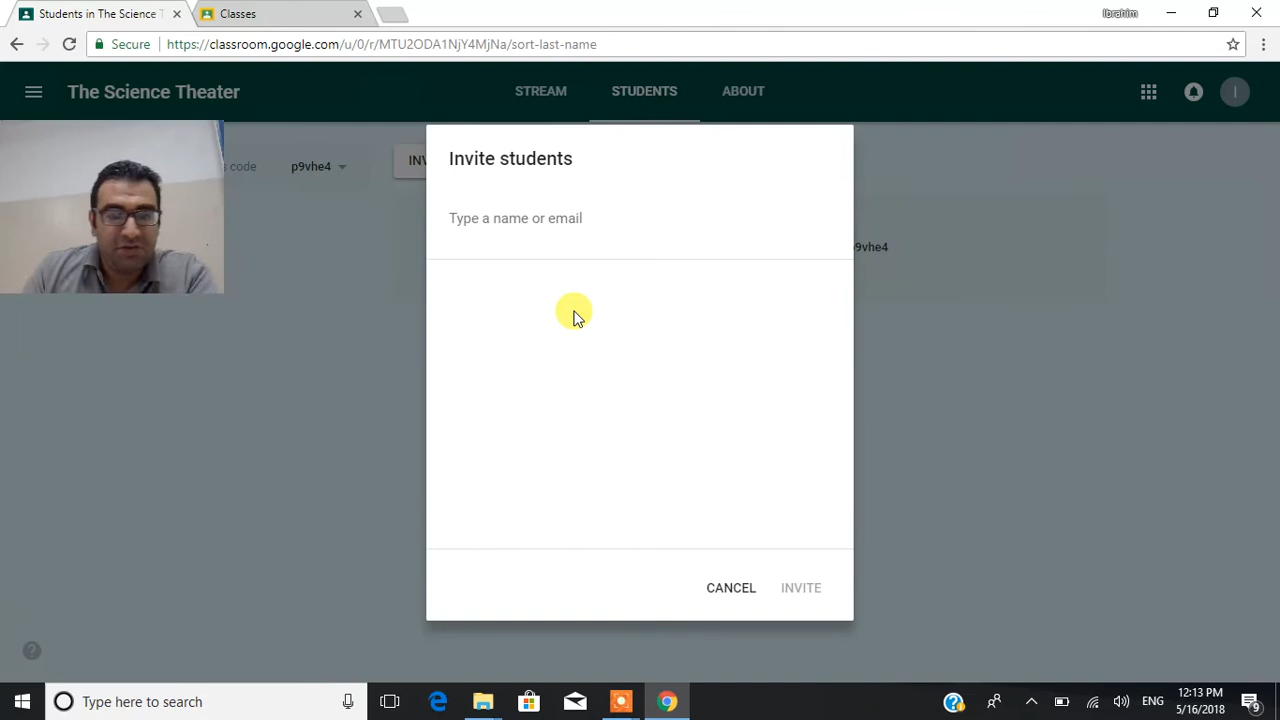 Students in The Science T
Classes
Ibrahim
Secure
https://classroom.google.com/u/0/r/MTU2ODA1NjY4MjNa/sort-last-name
The Science Theater
STREAM
STUDENTS
ABOUT
I
s code
p9vhe4
INV
Invite students
Type a name or email
p9vhe4
CANCEL
INVITE
Type here to search
ENG
12:13 PM
5/16/2018
9